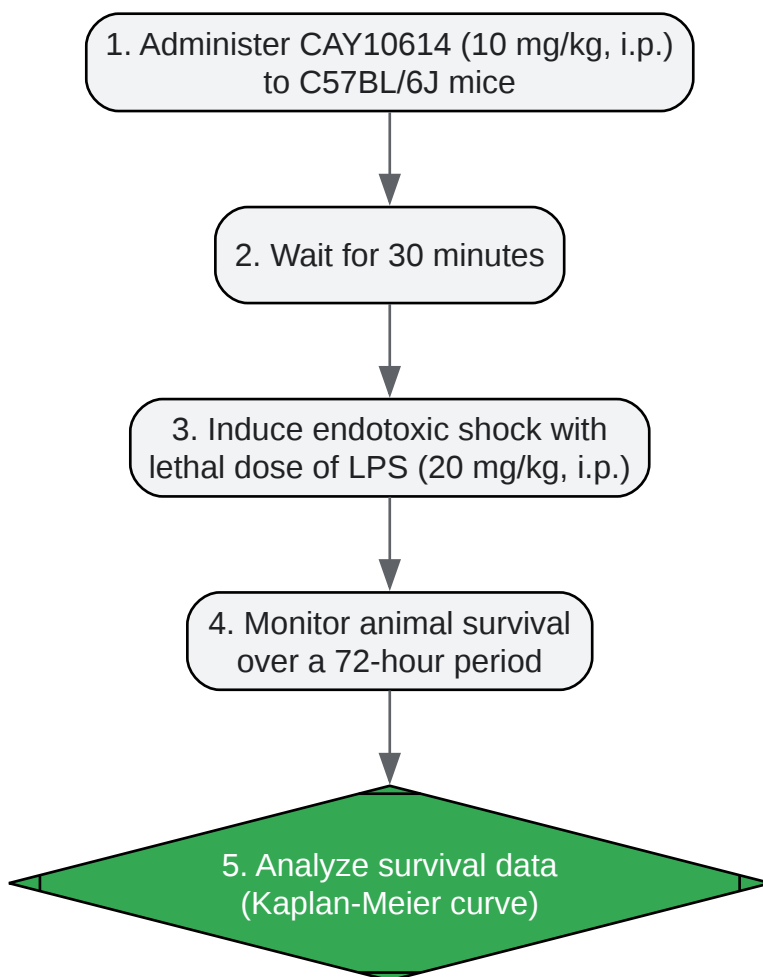 1. Administer CAY10614 (10 mg/kg, i.p.)
to C57BL/6J mice
2. Wait for 30 minutes
3. Induce endotoxic shock with
lethal dose of LPS (20 mg/kg, i.p.)
4. Monitor animal survival
over a 72-hour period
5. Analyze survival data
(Kaplan-Meier curve)